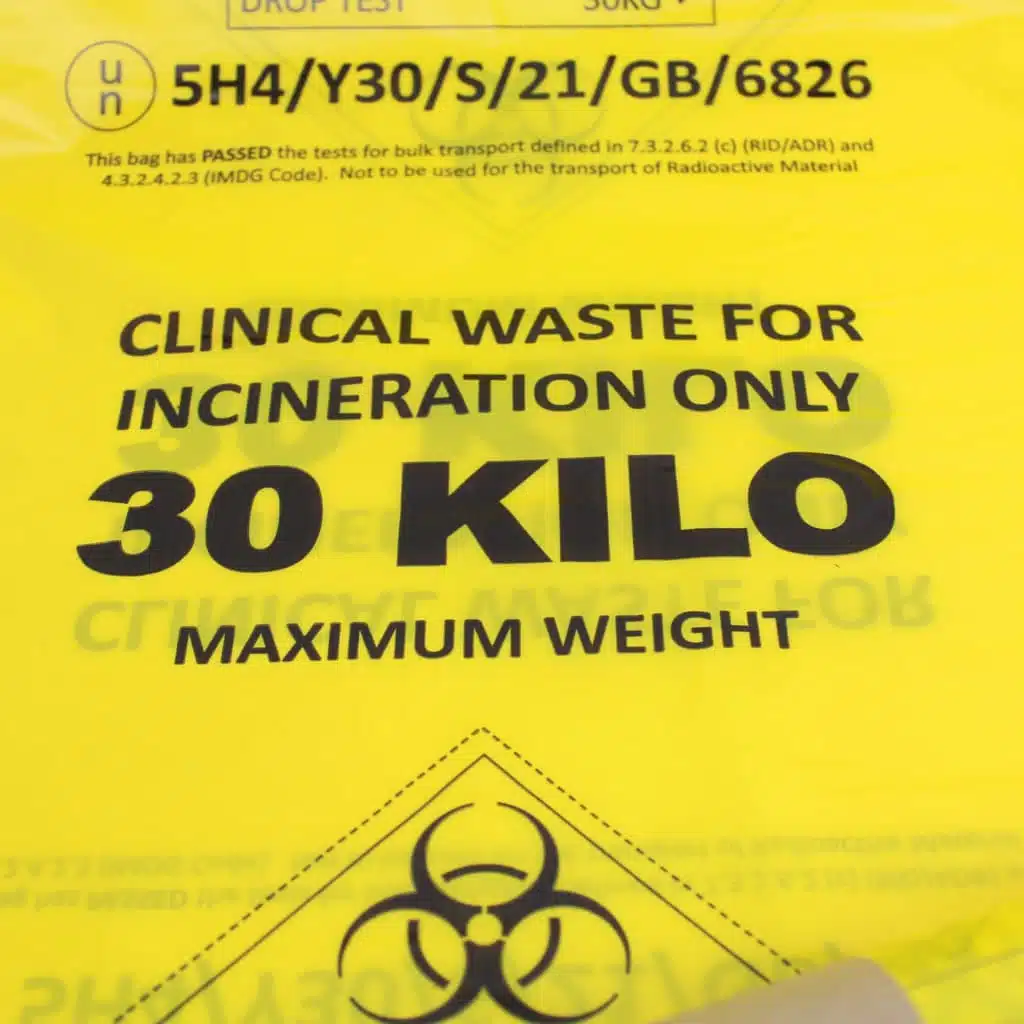 DROP TEST 30KG
un 5H4/Y30/S/21/GB/6826
This bag has PASSED the tests for bulk transport defined in 7.3.2.6.2 (c) (RID/ADR) and
4.3.2.4.2.3 (IMDG Code). Not to be used for the transport of Radioactive Material
CLINICAL WASTE FOR
INCINERATION ONLY
30 KILO
MAXIMUM WEIGHT